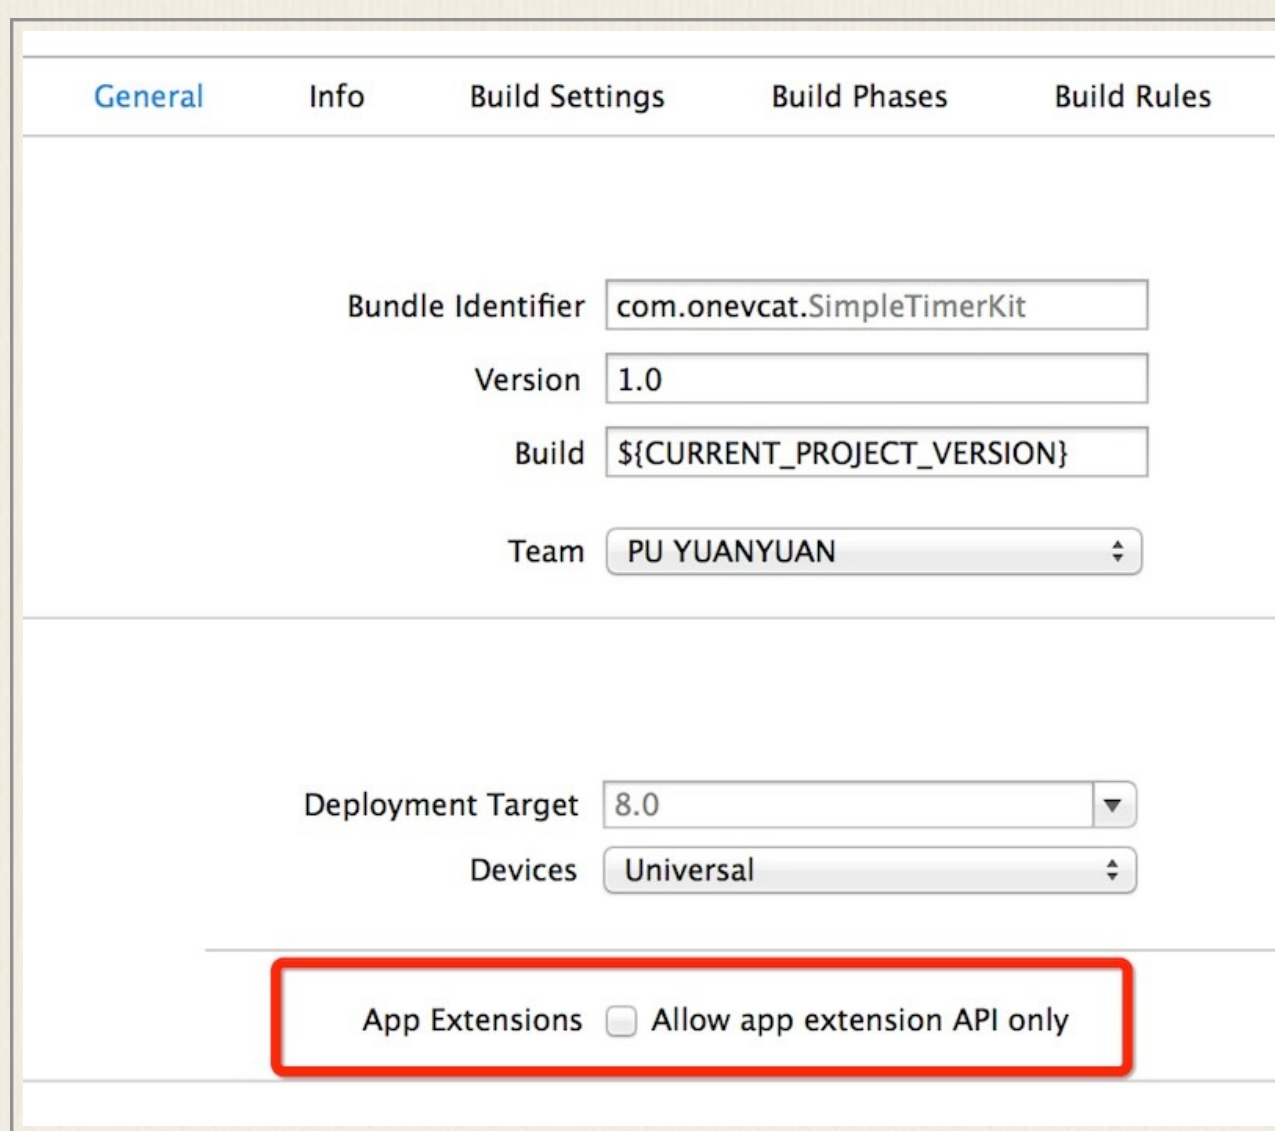 General Info Build Settings Build Phases Build Rules
Bundle Identifier com.onevcat.SimpleTimerKit
Version 1.0
Build ${CURRENT_PROJECT_VERSION}
Team PU YUANYUAN
Deployment Target 8.0
Devices Universal
App Extensions Allow app extension API only